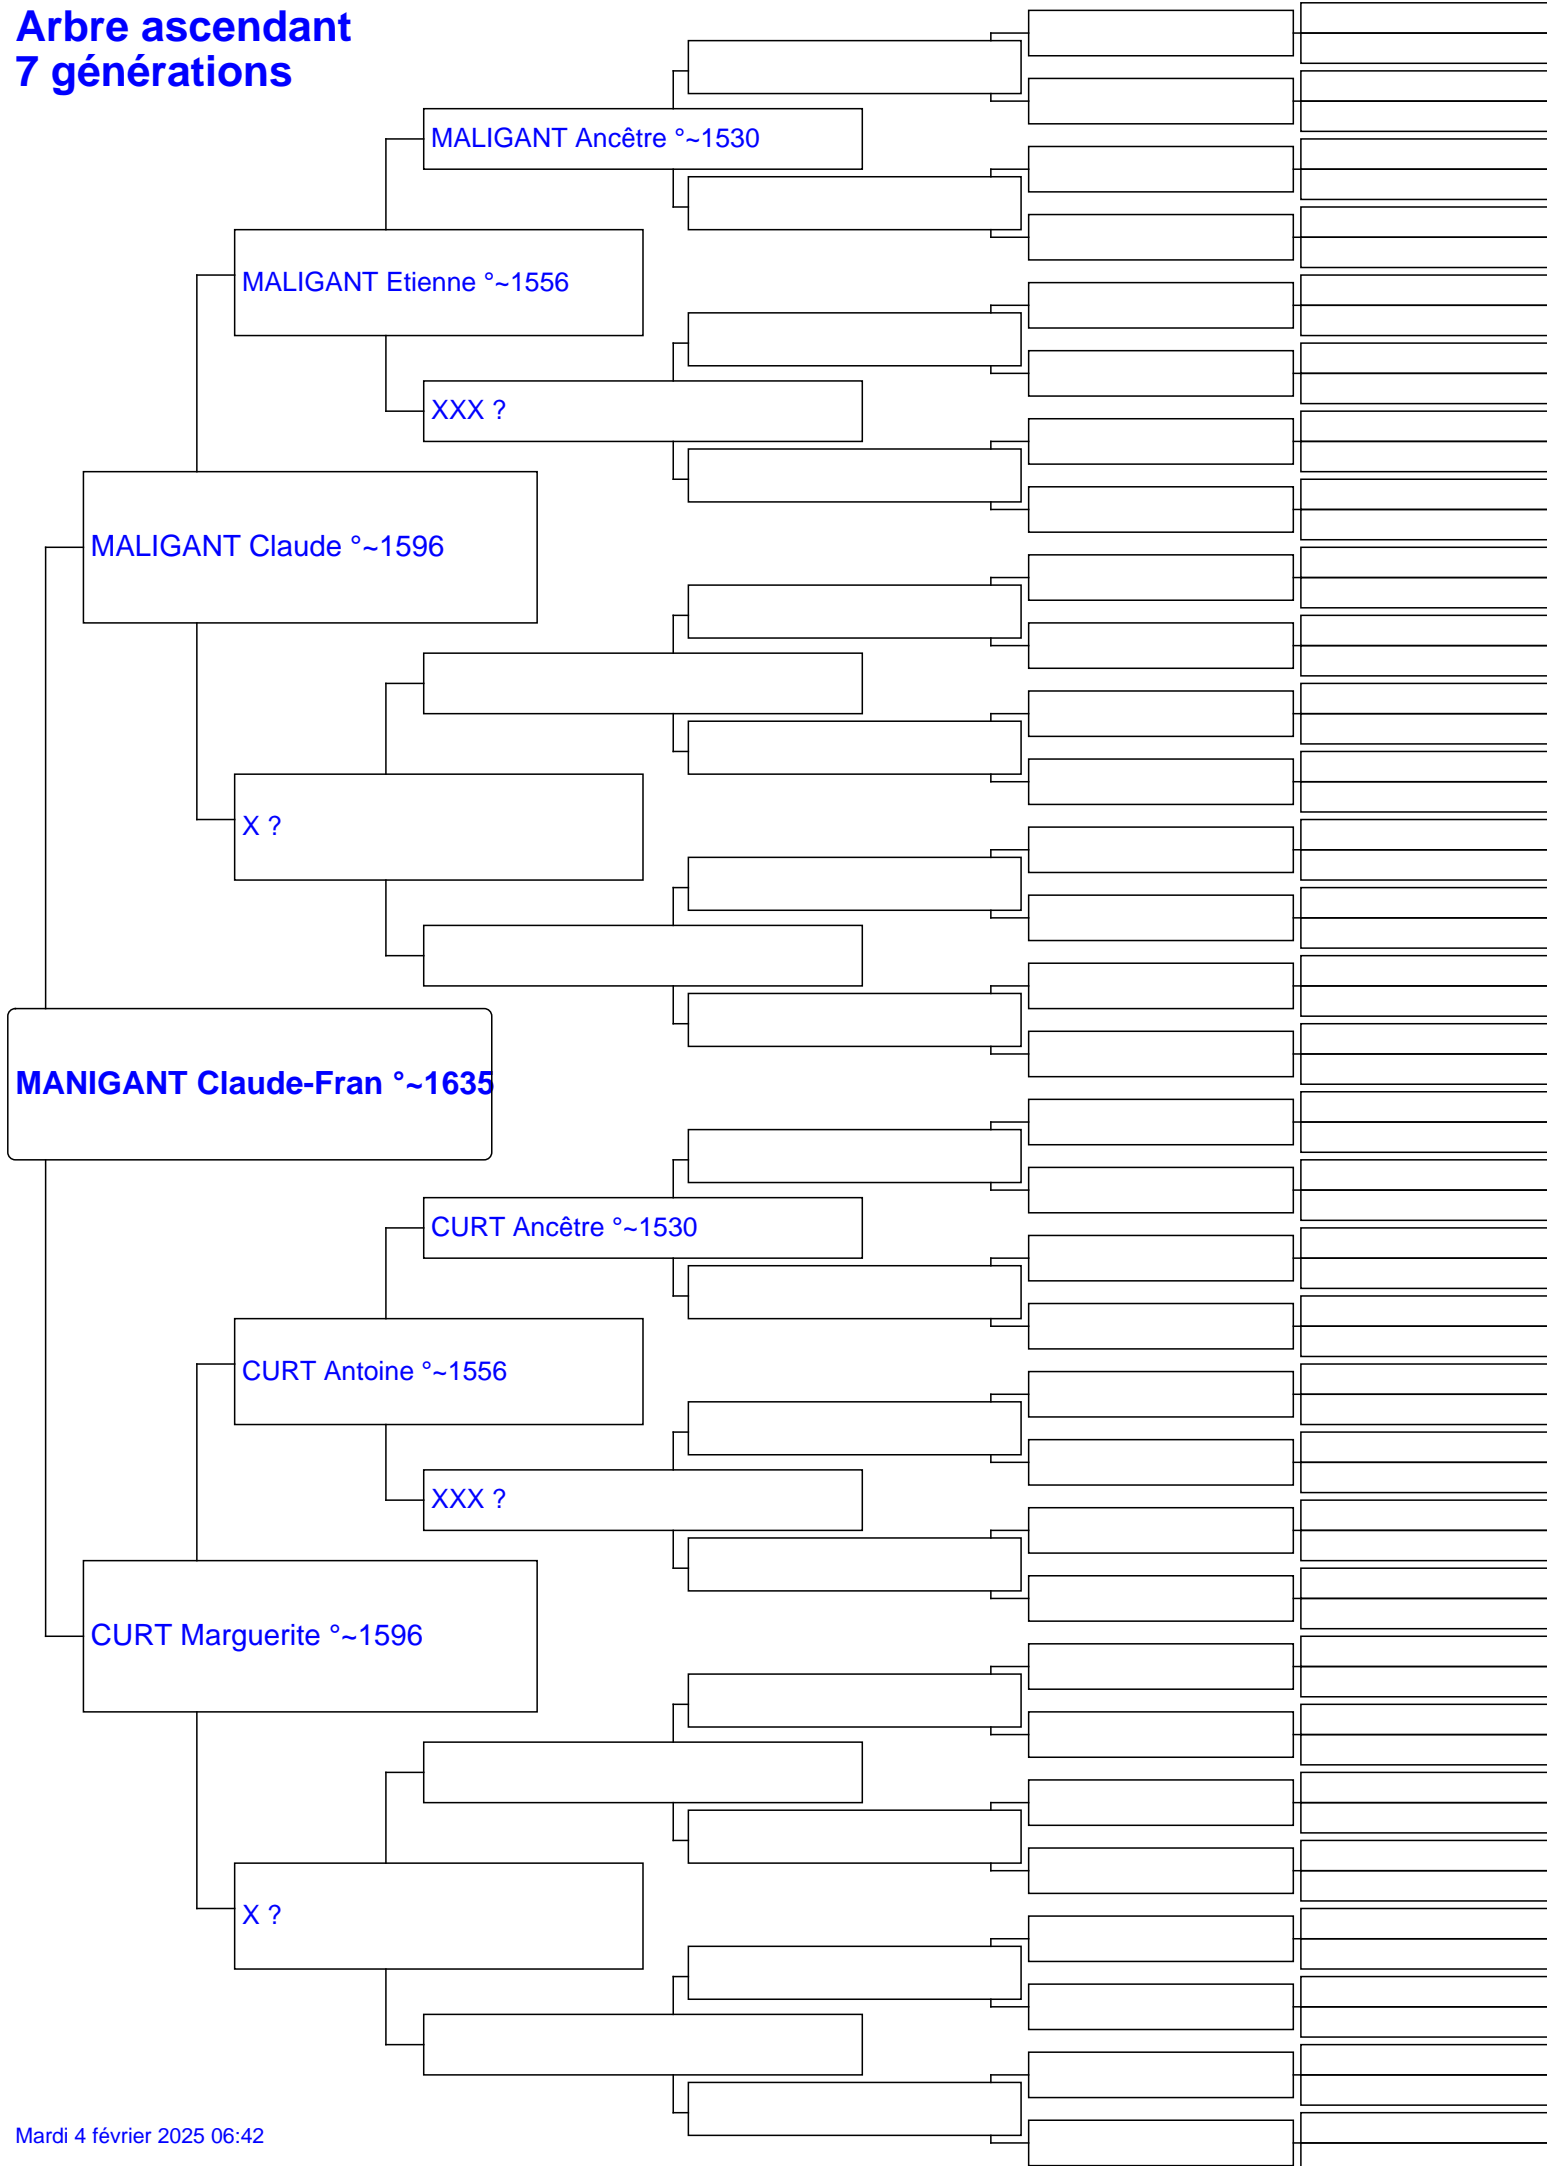 Arbre ascendant
7 générations
MALIGANT Ancêtre °~1530
MALIGANT Etienne °~1556
XXX ?
MALIGANT Claude °~1596
X ?
MANIGANT Claude-Fran °~1635
CURT Ancêtre °~1530
CURT Antoine °~1556
XXX ?
CURT Marguerite °~1596
X ?
Mardi 4 février 2025 06:42